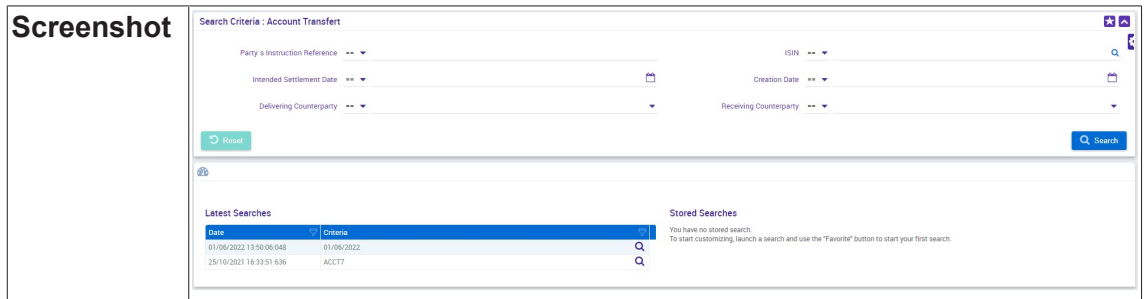 Screenshot
Search Criteria : Account Transfert
Party s Instruction Reference -- ISIN --
Intended Settlement Date == Creation Date ==
Delivering Counterparty -- Receiving Counterparty --
Reset Search
Latest Searches
Date Criteria
01/06/2022 13:50:06:048 01/06/2022
25/10/2021 16:33:51:636 ACCT7
Stored Searches
You have no stored search.
To start customizing, launch a search and use the "Favorite" button to start your first search.